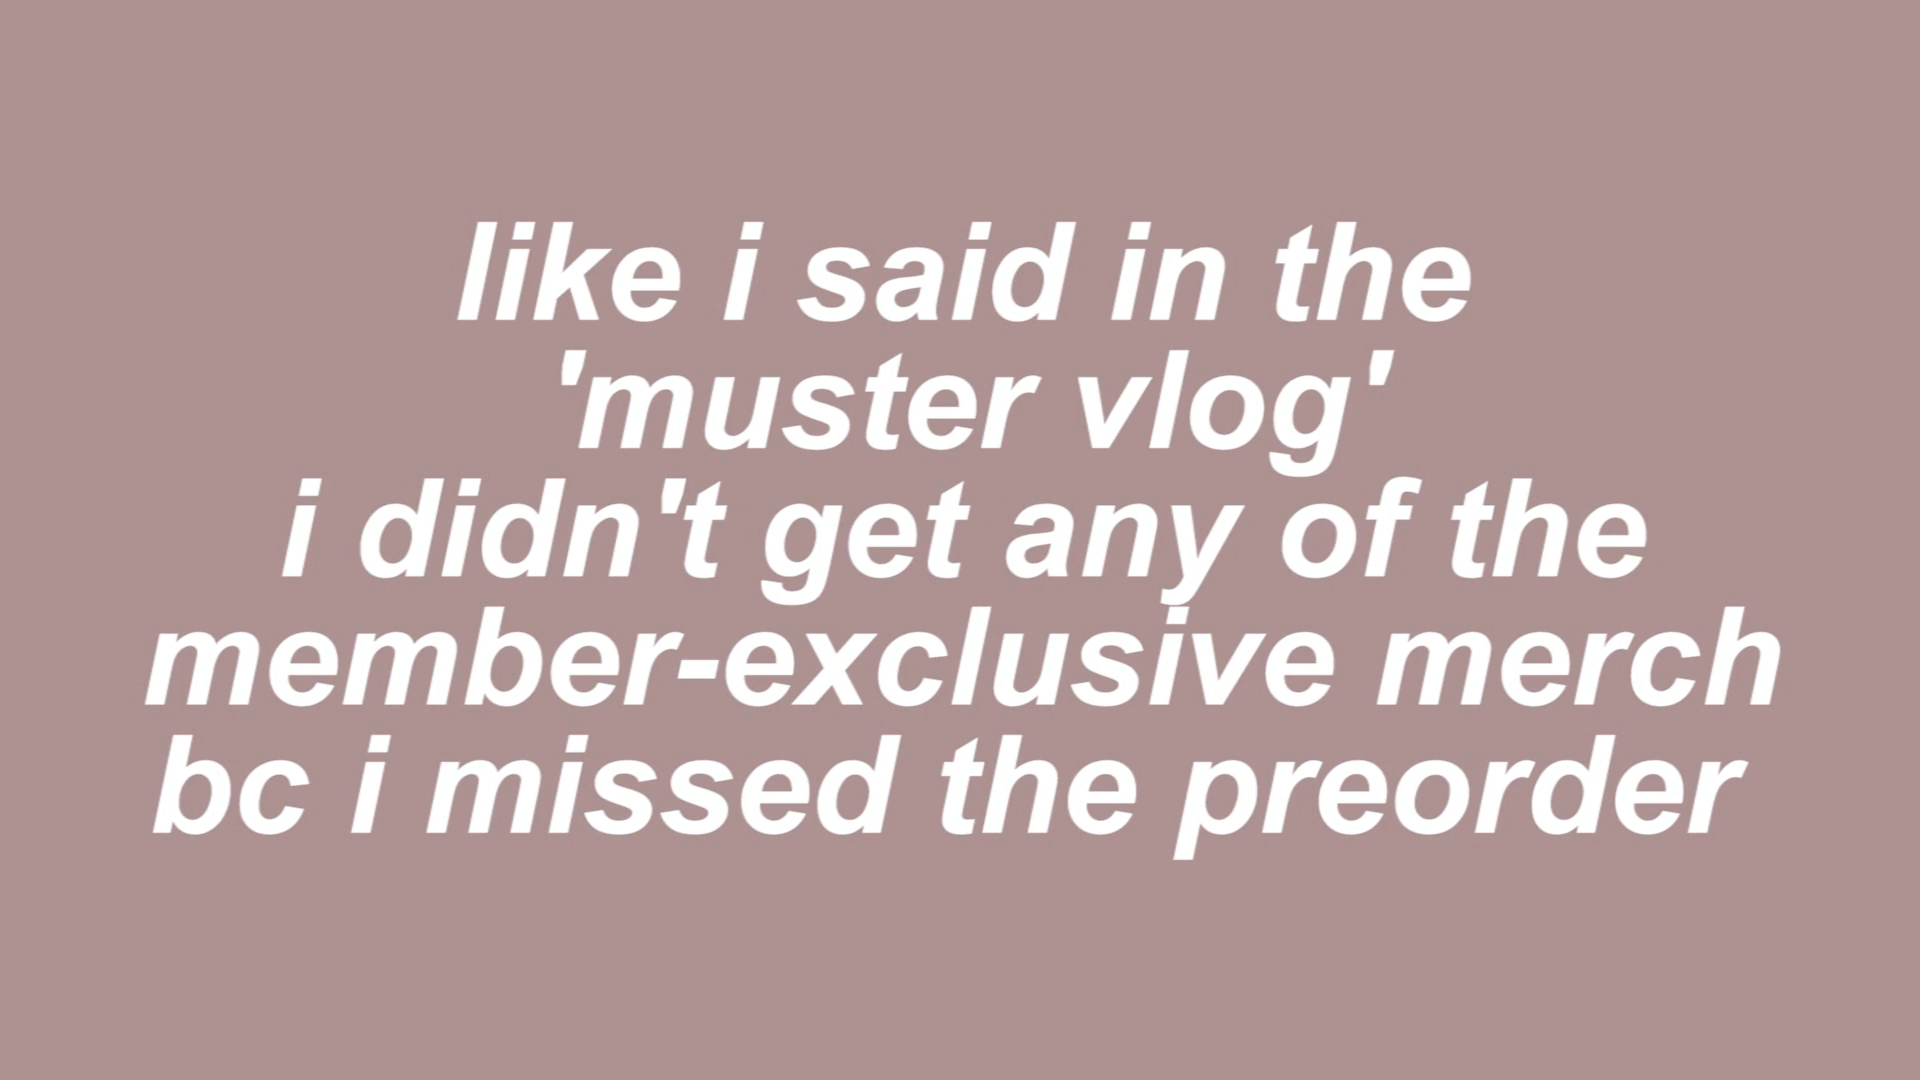 like i said in the
'muster vlog'
i didn't get any of the
member-exclusive merch
bc i missed the preorder